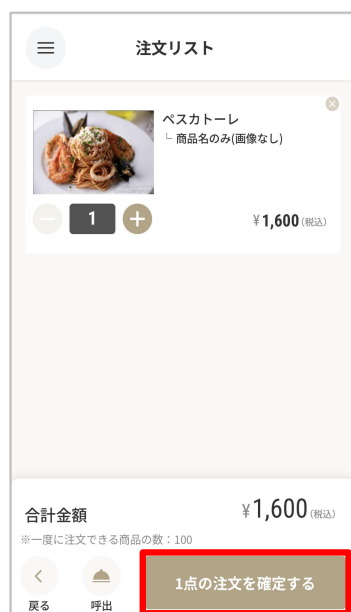 注文リスト
ペスカトーレ
└ 商品名のみ(画像なし)
1
¥1,600(税込)
合計金額
¥1,600(税込)
※一度に注文できる商品の数：100
戻る
呼出
1点の注文を確定する